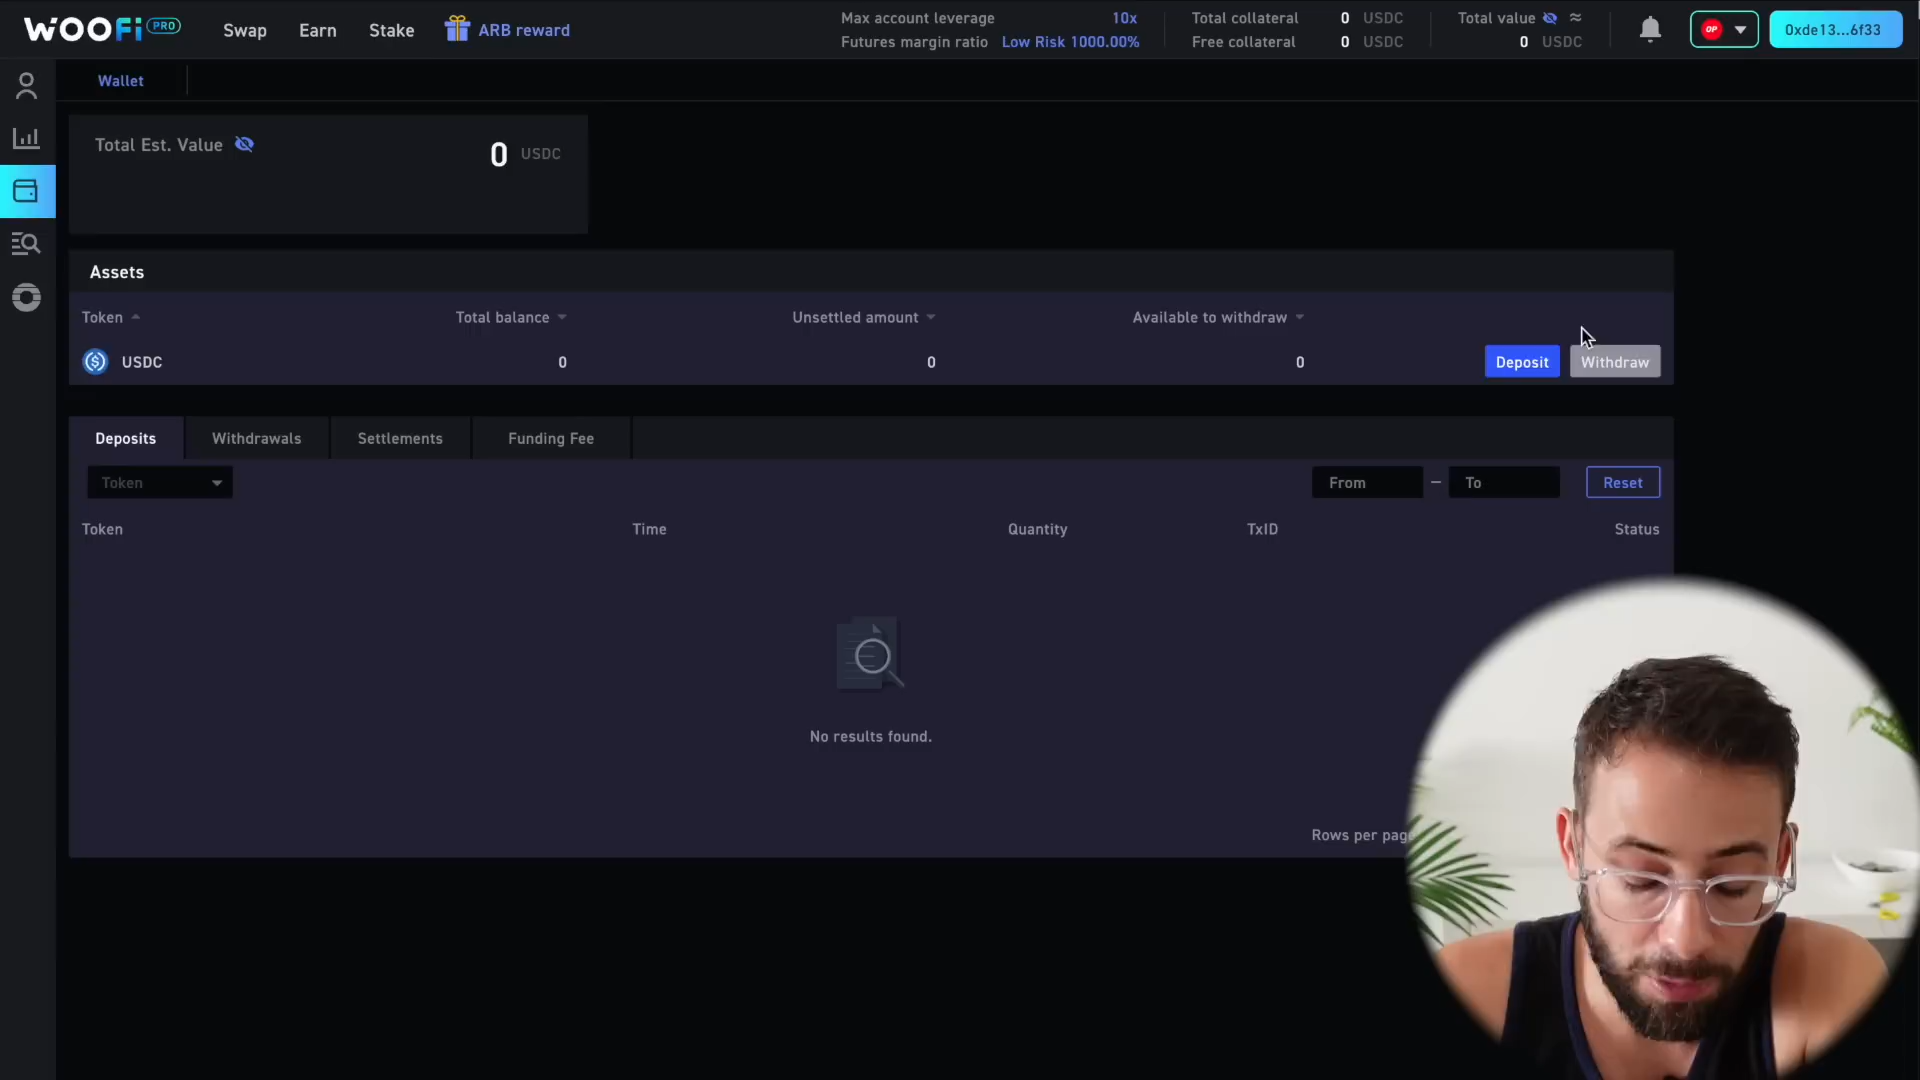 WOOFi PRO Swap Earn Stake ARB reward
Max account leverage 10x
Futures margin ratio Low Risk 1000.00%
Total collateral 0 USDC
Free collateral 0 USDC
Total value ≈
0 USDC
OP
0xde13...6f33
Wallet
Total Est. Value 0 USDC
Assets
Token Total balance Unsettled amount Available to withdraw
USDC 0 0 0 Deposit Withdraw
Deposits Withdrawals Settlements Funding Fee
Token From – To Reset
Token Time Quantity TxID Status
No results found.
Rows per page